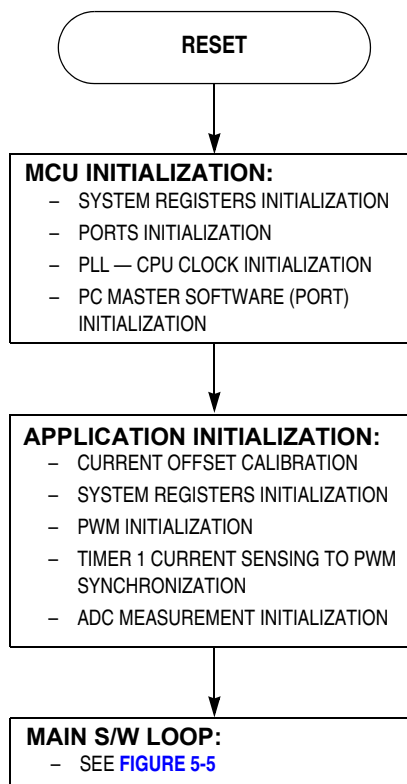 RESET
MCU INITIALIZATION:
– SYSTEM REGISTERS INITIALIZATION
– PORTS INITIALIZATION
– PLL — CPU CLOCK INITIALIZATION
– PC MASTER SOFTWARE (PORT)
INITIALIZATION
APPLICATION INITIALIZATION:
– CURRENT OFFSET CALIBRATION
– SYSTEM REGISTERS INITIALIZATION
– PWM INITIALIZATION
– TIMER 1 CURRENT SENSING TO PWM
SYNCHRONIZATION
– ADC MEASUREMENT INITIALIZATION
MAIN S/W LOOP:
– SEE FIGURE 5-5